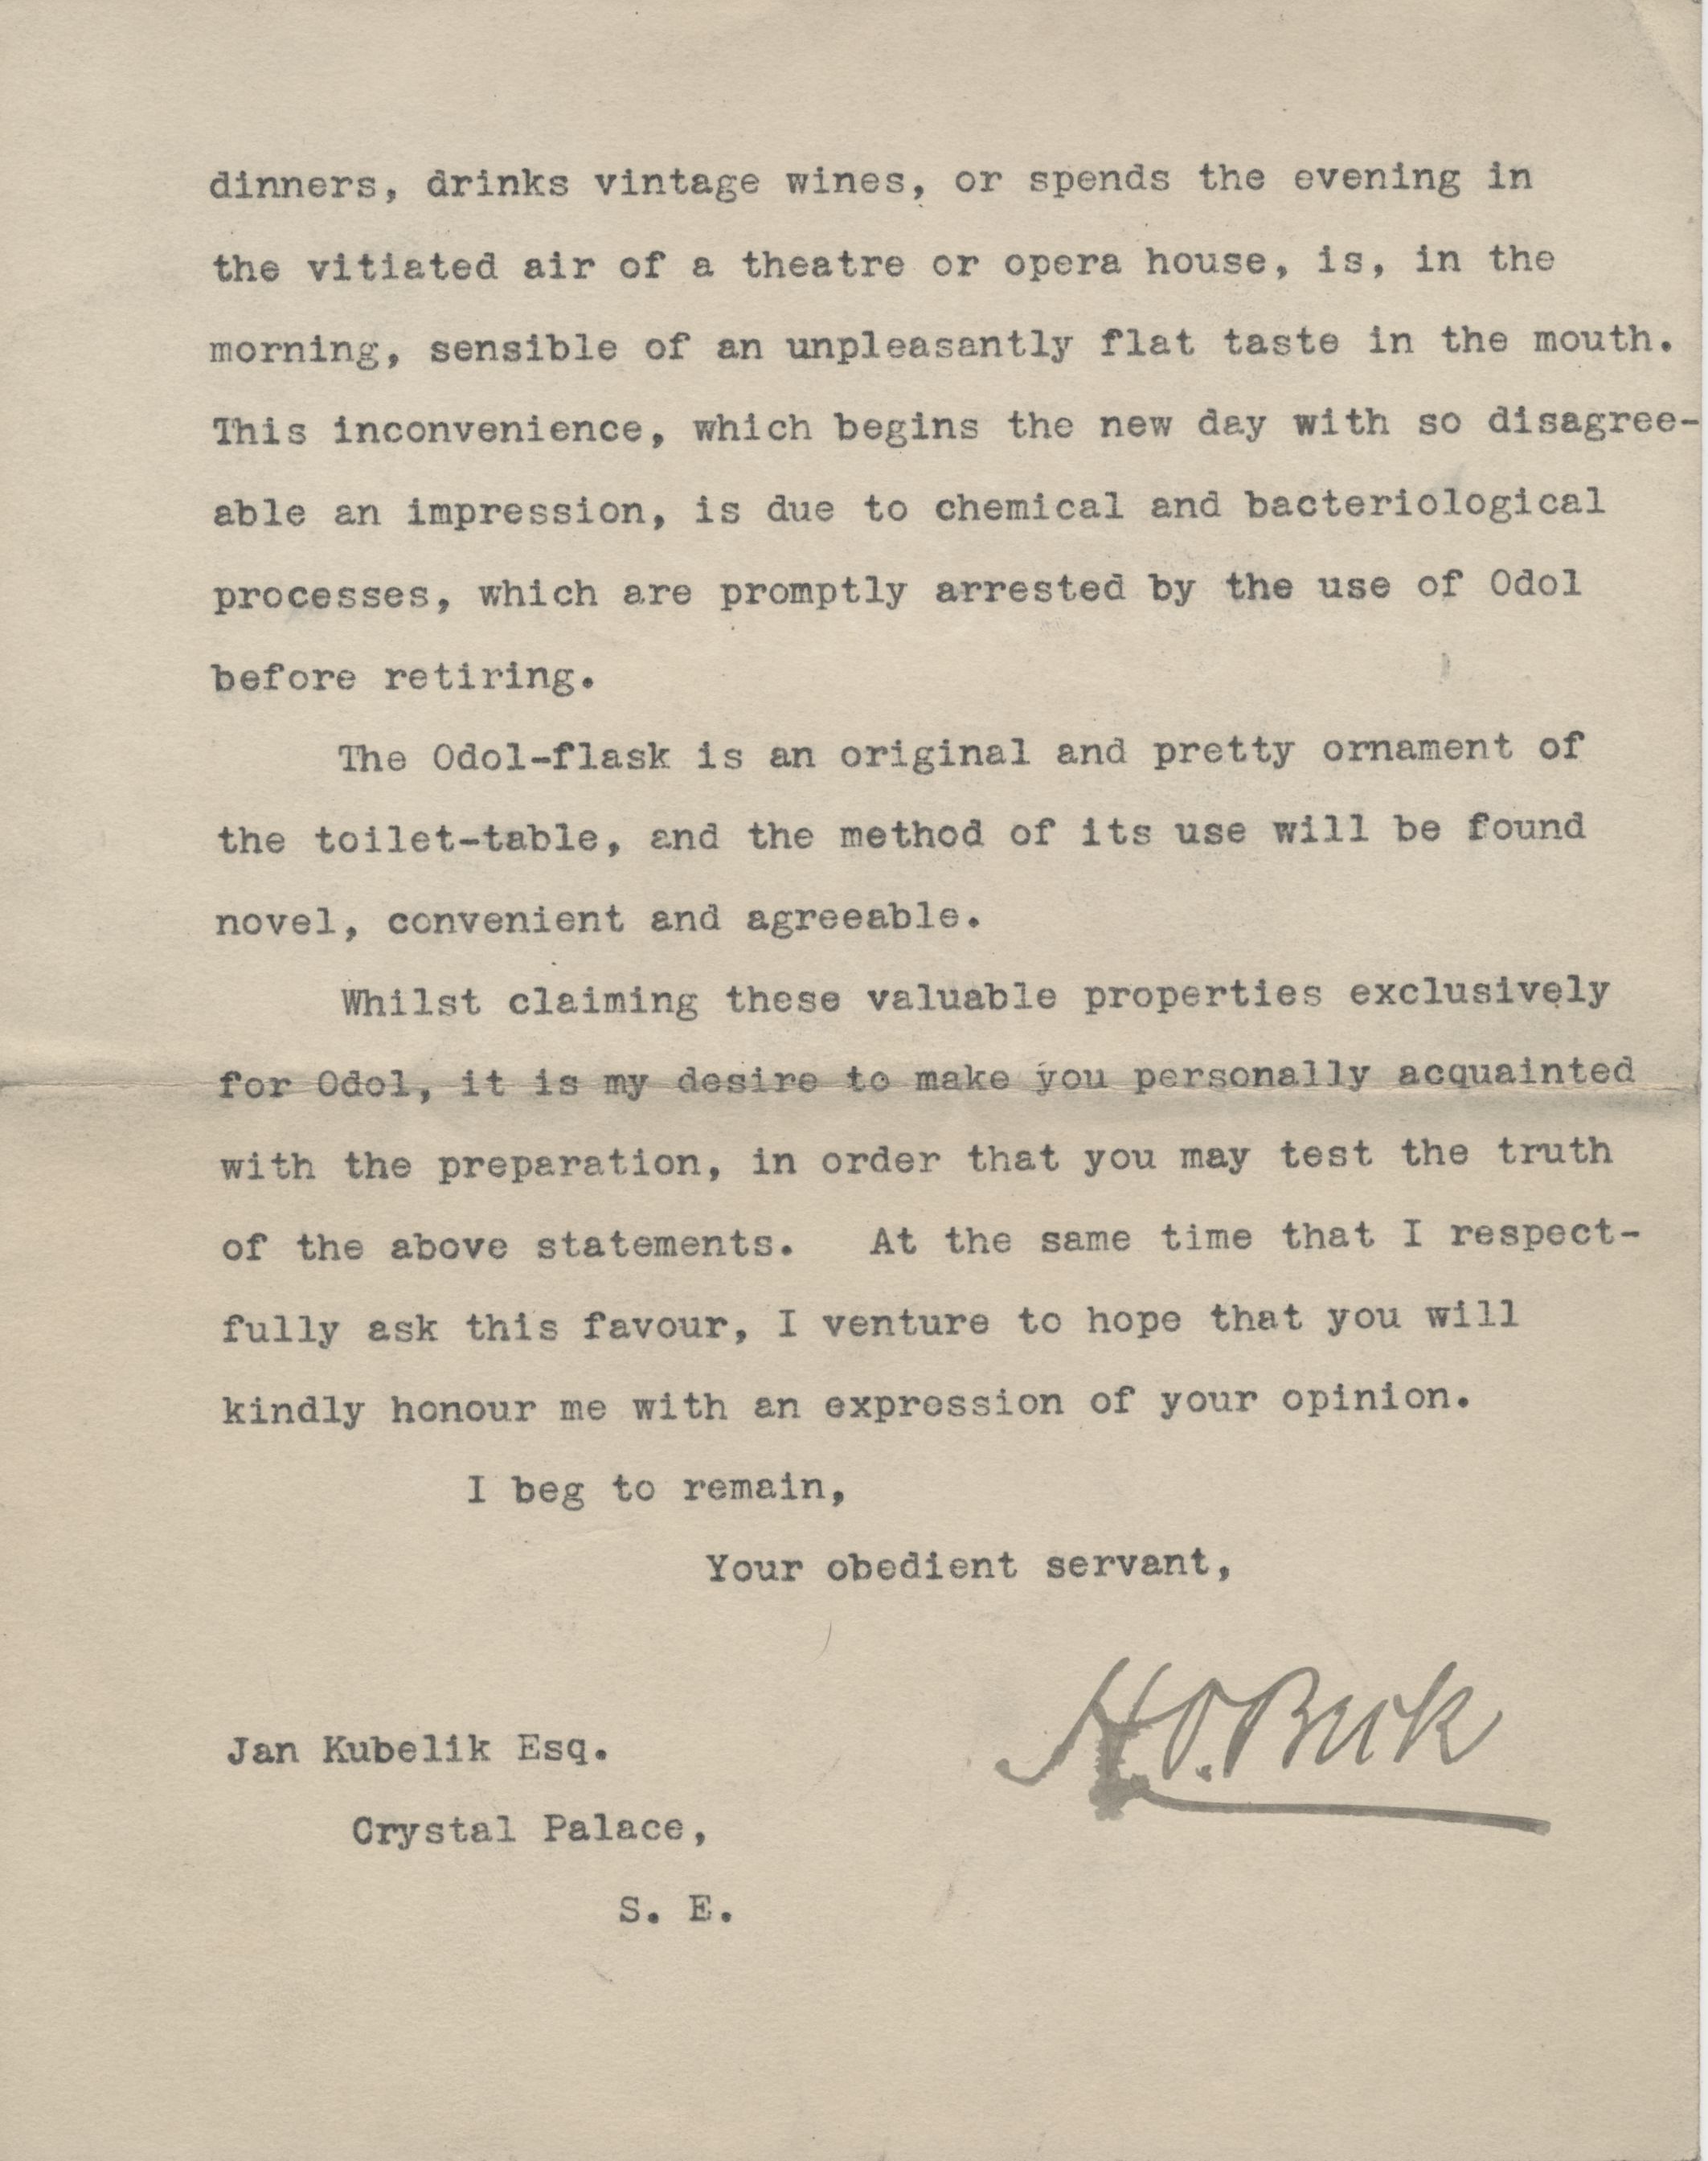 dinners, drinks vintage wines, or spends the evening in
the vitiated air of a theatre or opera house, is, in the
morning, sensible of an unpleasantly flat taste in the mouth.
This inconvenience, which begins the new day with so disagree-
able an impression, is due to chemical and bacteriological
processes, which are promptly arrested by the use of Odol
before retiring.
The Odol-flask is an original and pretty ornament of
the toilet-table, and the method of its use will be found
novel, convenient and agreeable.
Whilst claiming these valuable properties exclusively
for Odol, it is my desire to make you personally acquainted
with the preparation, in order that you may test the truth
of the above statements. At the same time that I respect-
fully ask this favour, I venture to hope that you will
kindly honour me with an expression of your opinion.
I beg to remain,
Your obedient servant,
H.O.
Jan Kubelik Esq.
Crystal Palace,
S. E.